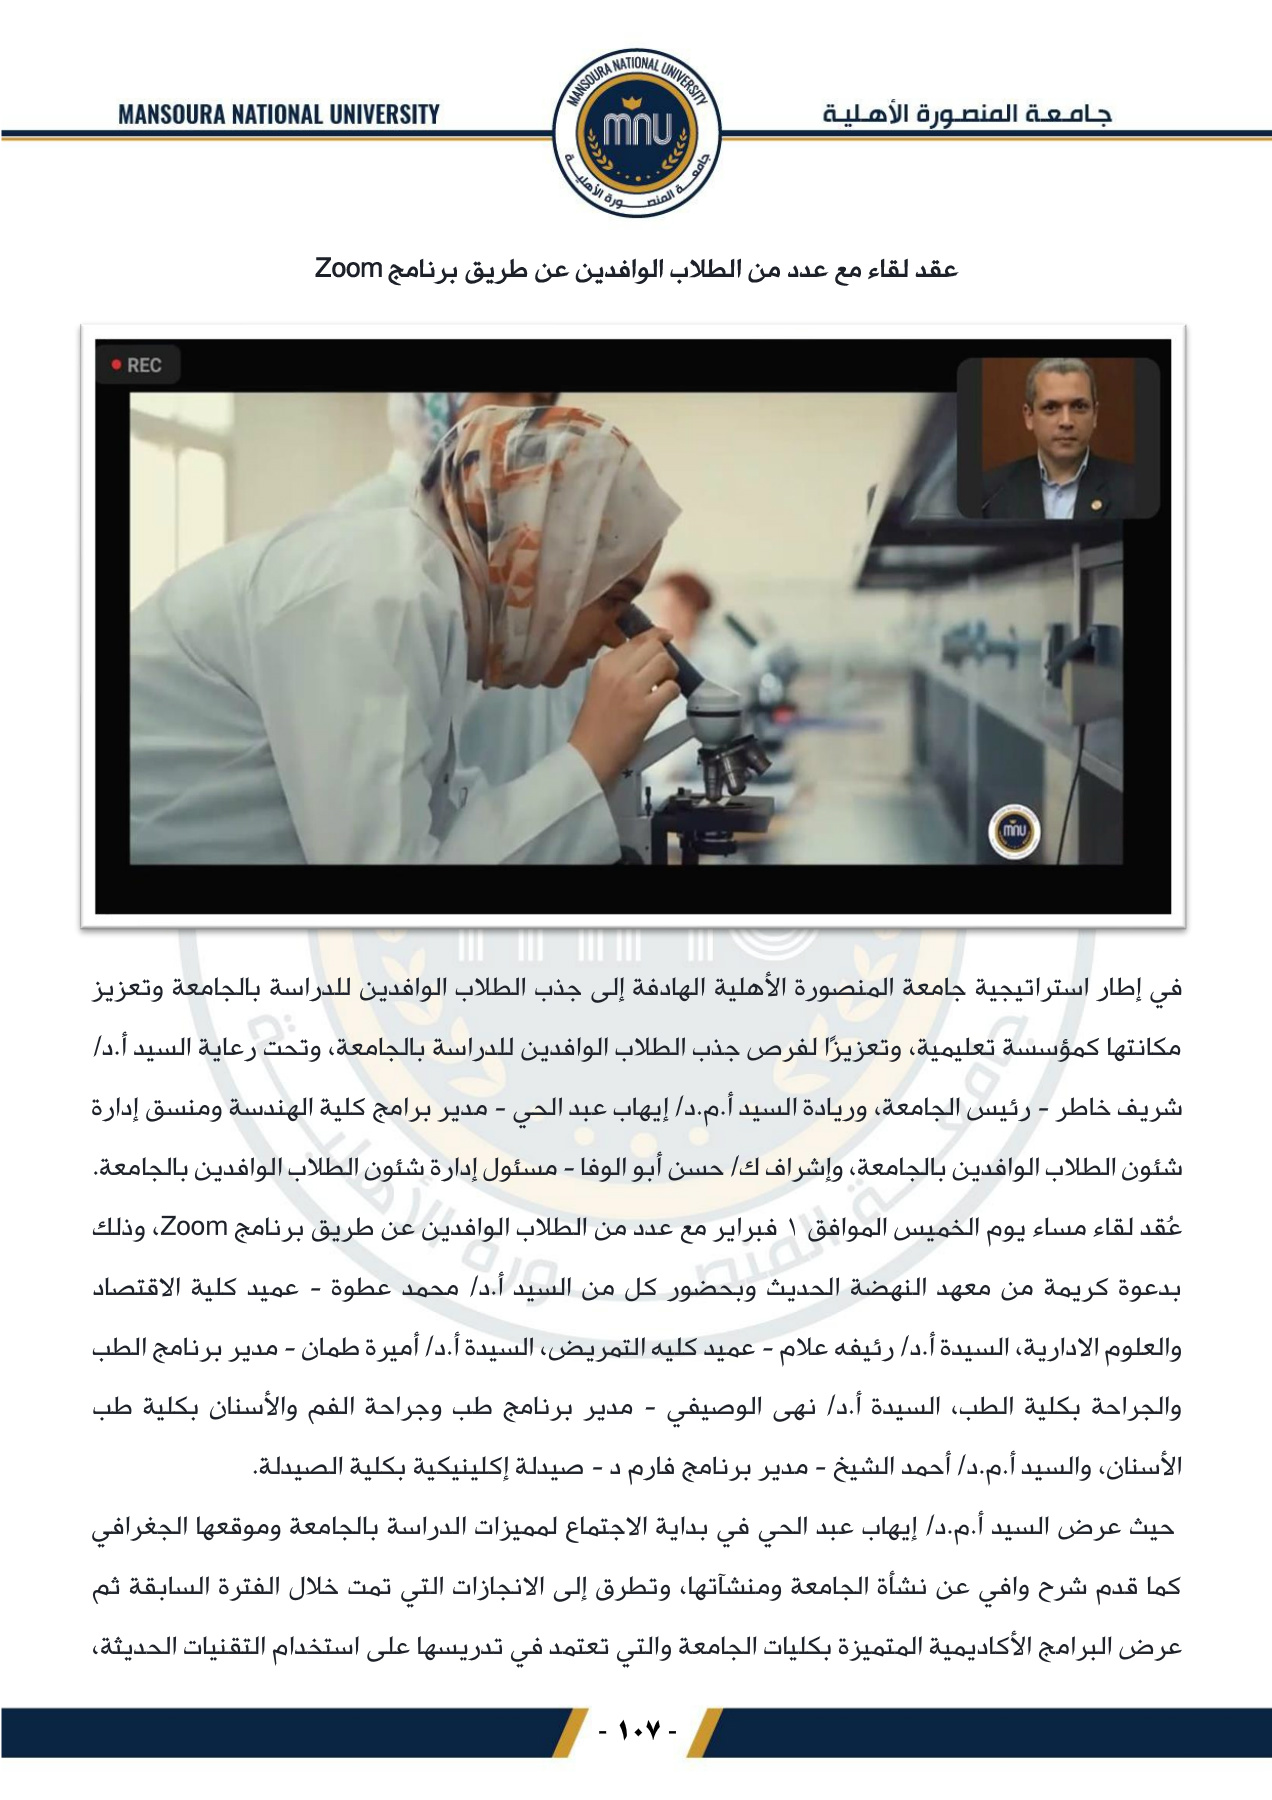 MANSOURA NATIONAL UNIVERSITY
جامعة المنصورة الأهلية
MANSOURA NATIONAL UNIVERSITY
mnu
جامعة المنصورة الأهلية
عقد لقاء مع عدد من الطلاب الوافدين عن طريق برنامج Zoom
REC
mnu
في إطار استراتيجية جامعة المنصورة الأهلية الهادفة إلى جذب الطلاب الوافدين للدراسة بالجامعة وتعزيز
مكانتها كمؤسسة تعليمية، وتعزيزًا لفرص جذب الطلاب الوافدين للدراسة بالجامعة، وتحت رعاية السيد أ.د/
شريف خاطر - رئيس الجامعة، وريادة السيد أ.م.د/ إيهاب عبد الحي - مدير برامج كلية الهندسة ومنسق إدارة
شئون الطلاب الوافدين بالجامعة، وإشراف ك/ حسن أبو الوفا - مسئول إدارة شئون الطلاب الوافدين بالجامعة.
عُقد لقاء مساء يوم الخميس الموافق ١ فبراير مع عدد من الطلاب الوافدين عن طريق برنامج Zoom، وذلك
بدعوة كريمة من معهد النهضة الحديث وبحضور كل من السيد أ.د/ محمد عطوة - عميد كلية الاقتصاد
والعلوم الادارية، السيدة أ.د/ رئيفه علام - عميد كليه التمريض، السيدة أ.د/ أميرة طمان - مدير برنامج الطب
والجراحة بكلية الطب، السيدة أ.د/ نهى الوصيفي - مدير برنامج طب وجراحة الفم والأسنان بكلية طب
الأسنان، والسيد أ.م.د/ أحمد الشيخ - مدير برنامج فارم د - صيدلة إكلينيكية بكلية الصيدلة.
حيث عرض السيد أ.م.د/ إيهاب عبد الحي في بداية الاجتماع لمميزات الدراسة بالجامعة وموقعها الجغرافي
كما قدم شرح وافي عن نشأة الجامعة ومنشآتها، وتطرق إلى الانجازات التي تمت خلال الفترة السابقة ثم
عرض البرامج الأكاديمية المتميزة بكليات الجامعة والتي تعتمد في تدريسها على استخدام التقنيات الحديثة،
- ١٠٧ -